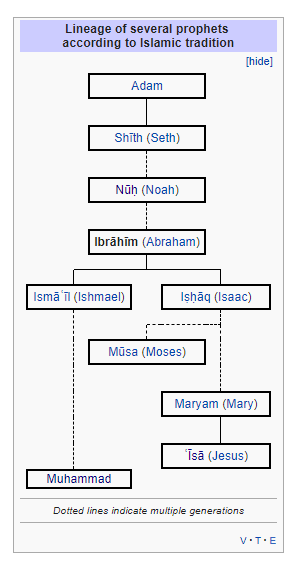 Lineage of several prophets
according to Islamic tradition
[hide]
Adam
Shīth (Seth)
Nūḥ (Noah)
Ibrāhīm (Abraham)
Ismāʿīl (Ishmael)
Isḥāq (Isaac)
Mūsa (Moses)
Maryam (Mary)
ʿĪsā (Jesus)
Muhammad
Dotted lines indicate multiple generations
V · T · E